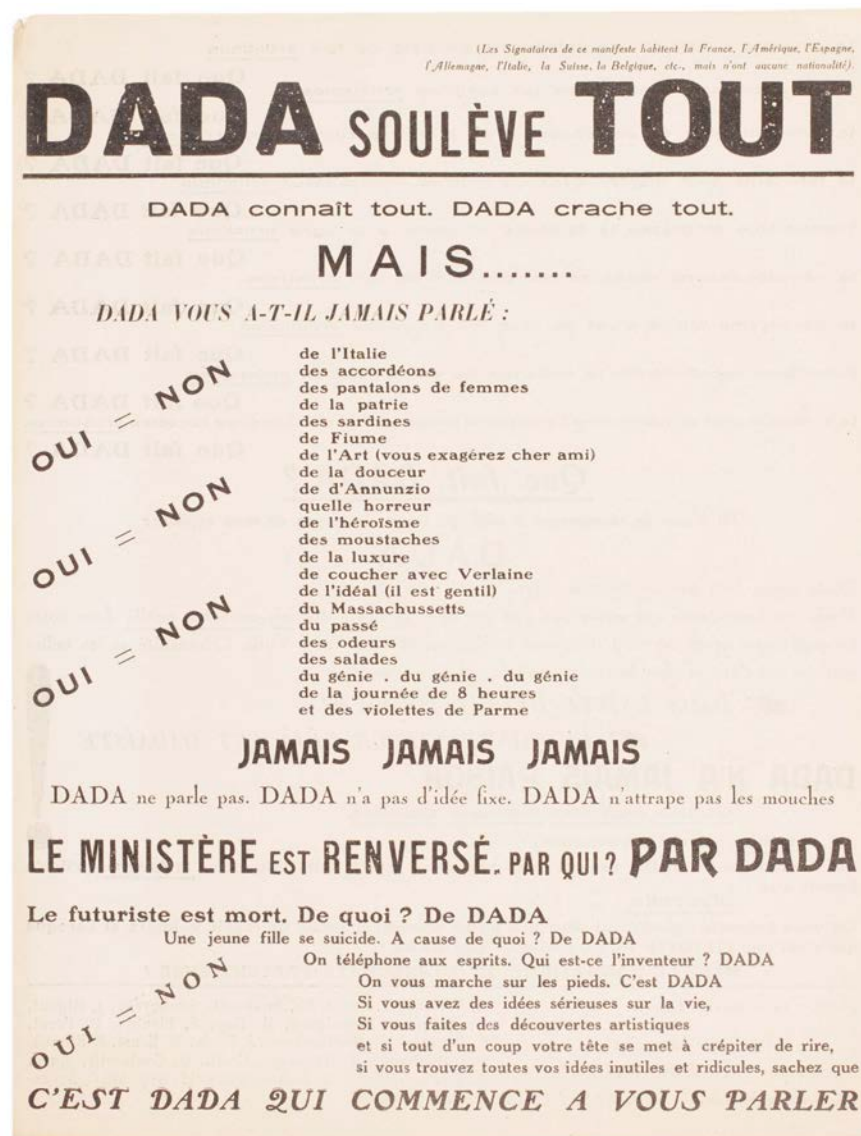 (Les Signataires de ce manifeste habitent la France, l'Amérique, l'Espagne,
l'Allemagne, l'Italie, la Suisse, la Belgique, etc., mais n'ont aucune nationalité).
DADA SOULÈVE TOUT
DADA connaît tout. DADA crache tout.
MAIS.......
DADA VOUS A-T-IL JAMAIS PARLÉ :
OUI = NON
de l'Italie
des accordéons
des pantalons de femmes
de la patrie
des sardines
de Fiume
de l'Art (vous exagérez cher ami)
OUI = NON
de la douceur
de d'Annunzio
quelle horreur
de l'héroïsme
des moustaches
de la luxure
de coucher avec Verlaine
OUI = NON
de l'idéal (il est gentil)
du Massachussetts
du passé
des odeurs
des salades
du génie . du génie . du génie
de la journée de 8 heures
et des violettes de Parme
JAMAIS JAMAIS JAMAIS
DADA ne parle pas. DADA n'a pas d'idée fixe. DADA n'attrape pas les mouches
LE MINISTÈRE EST RENVERSÉ. PAR QUI? PAR DADA
Le futuriste est mort. De quoi ? De DADA
Une jeune fille se suicide. A cause de quoi ? De DADA
On téléphone aux esprits. Qui est-ce l'inventeur ? DADA
OUI = NON
On vous marche sur les pieds. C'est DADA
Si vous avez des idées sérieuses sur la vie,
Si vous faites des découvertes artistiques
et si tout d'un coup votre tête se met à crépiter de rire,
si vous trouvez toutes vos idées inutiles et ridicules, sachez que
C'EST DADA QUI COMMENCE A VOUS PARLER